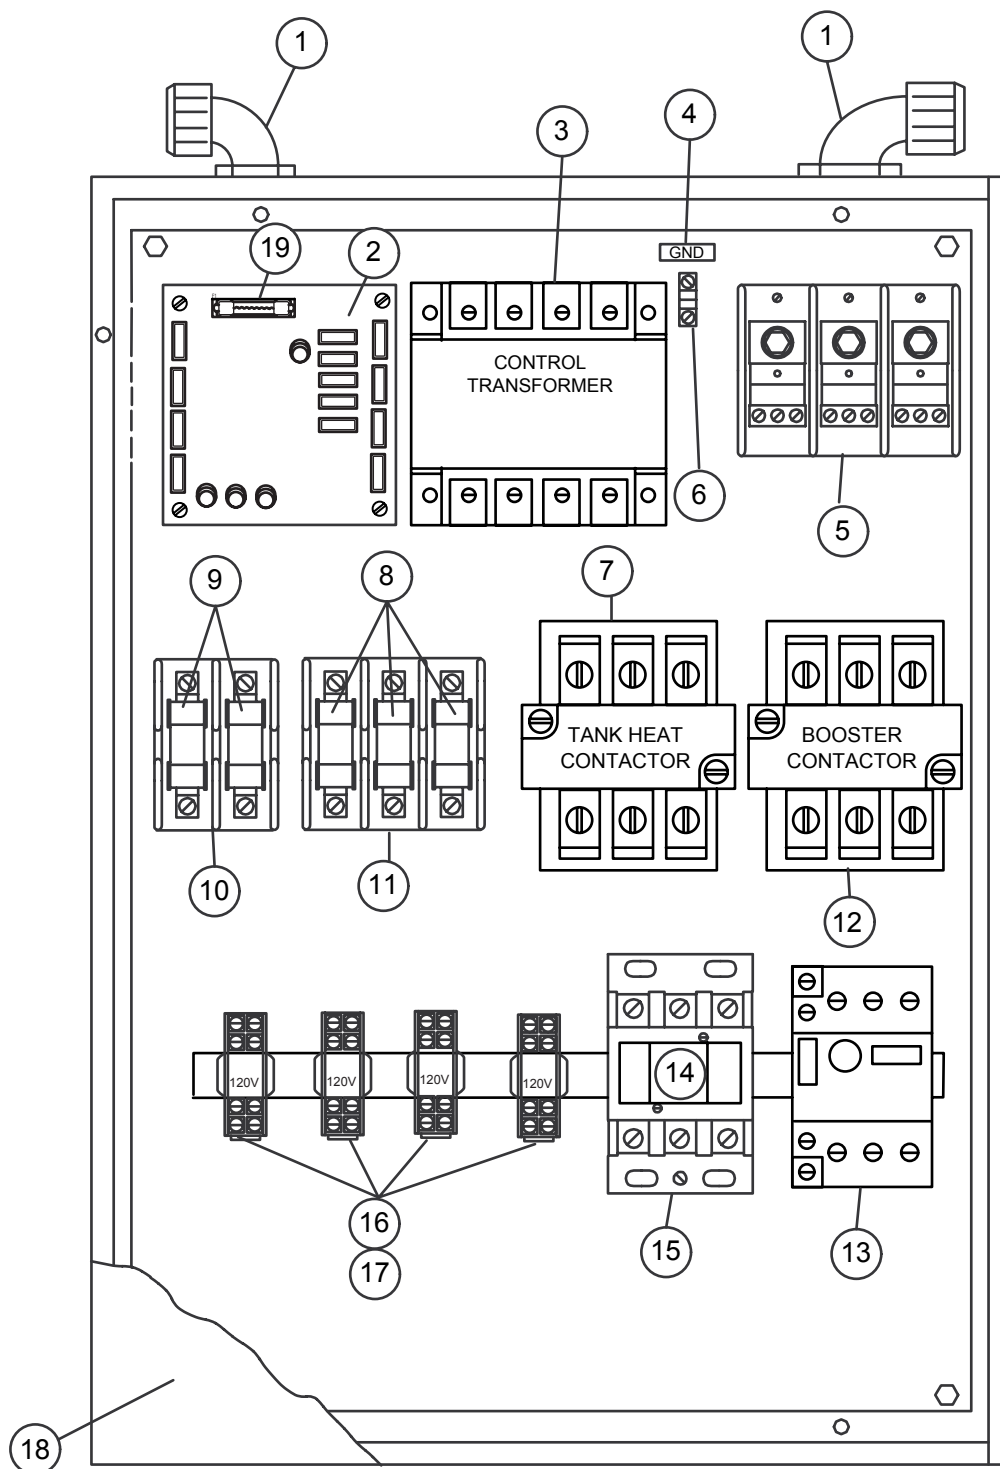 1
1
3
4
19
2
GND
CONTROL
TRANSFORMER
6
5
9
8
7
TANK HEAT
CONTACTOR
BOOSTER
CONTACTOR
10
11
12
14
120V
120V
120V
120V
16
17
15
13
18